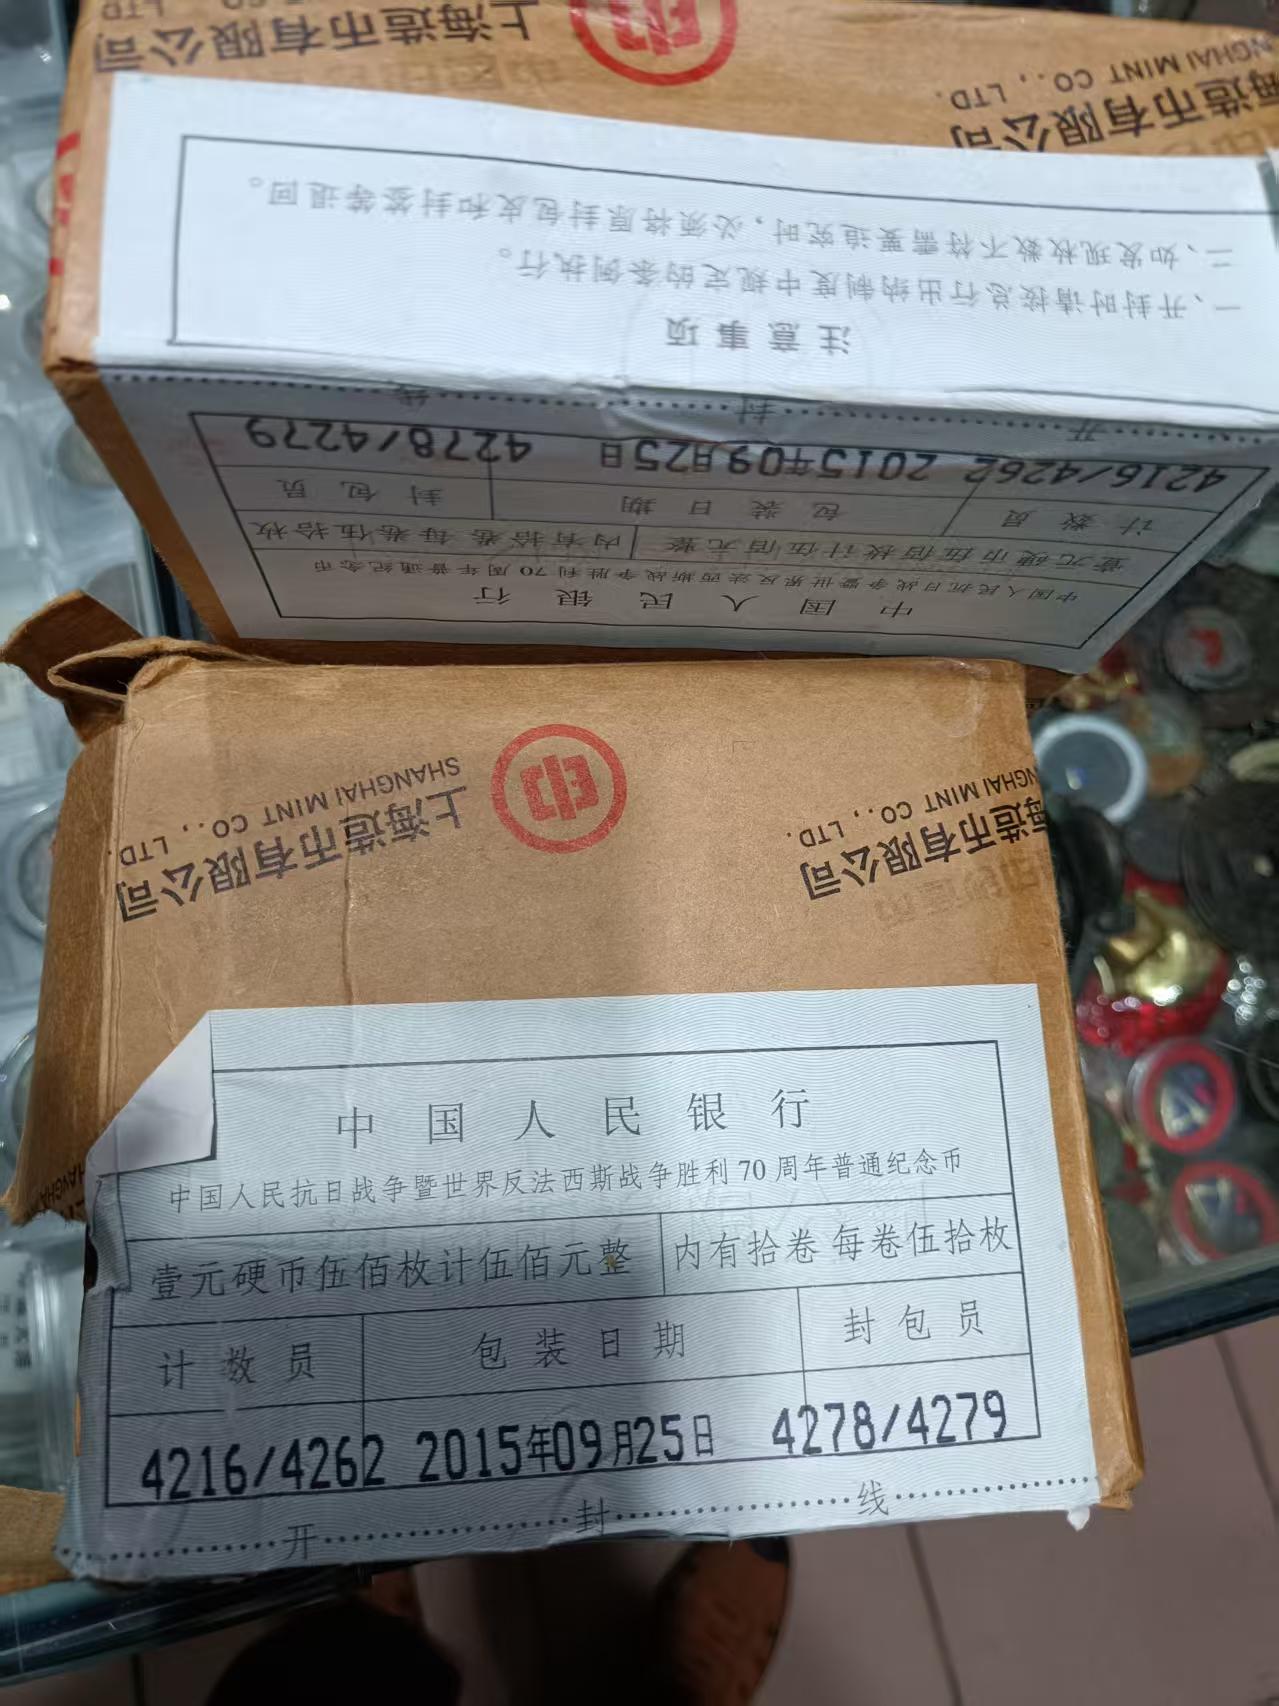 上海造币有限公司
LTD
SHANGHAI MINT CO., LTD.
上海造币有限公司
注意事项
一、开封时请按总行出纳制度中规定的条例执行。
二、如发现枚数不符需要追究时，必须将原封包皮和封签等退回。
开 封 线
中国人民银行
中国人民抗日战争暨世界反法西斯战争胜利70周年普通纪念币
壹元硬币伍佰枚计伍佰元整 内有拾卷 每卷伍拾枚
计数员 包装日期 封包员
4216/4262 2015年09月25日 4278/4279
上海造币有限公司
SHANGHAI MINT CO., LTD.
印
上海造币有限公司
NGHAI MINT CO., LTD.
中国人民银行
中国人民抗日战争暨世界反法西斯战争胜利70周年普通纪念币
壹元硬币伍佰枚计伍佰元整 内有拾卷 每卷伍拾枚
计数员 包装日期 封包员
4216/4262 2015年09月25日 4278/4279
开 封 线